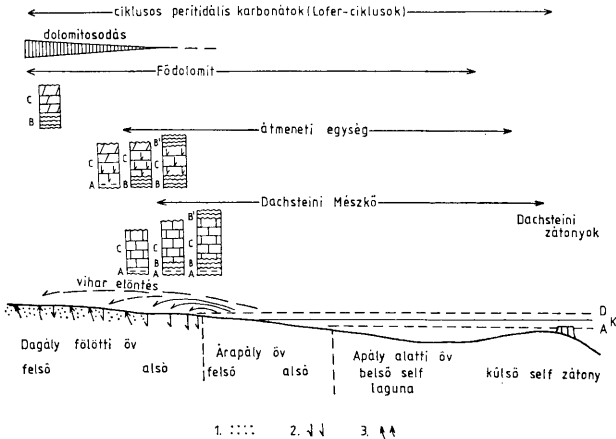 ciklusos peritidális karbonátok (Lofer-ciklusok)
dolomitosodás
Fődolomit
C
B
átmeneti egység
B'
C C C
A B B
Dachsteini Mészkő
Dachsteini
zátonyok
B'
C C C
B B
A A A
vihar elöntés
D
K
A
Dagály fölötti öv
felső alsó
Árapály öv
felső alsó
Apály alatti öv
belső self külső self zátony
laguna
1. 2. 3.